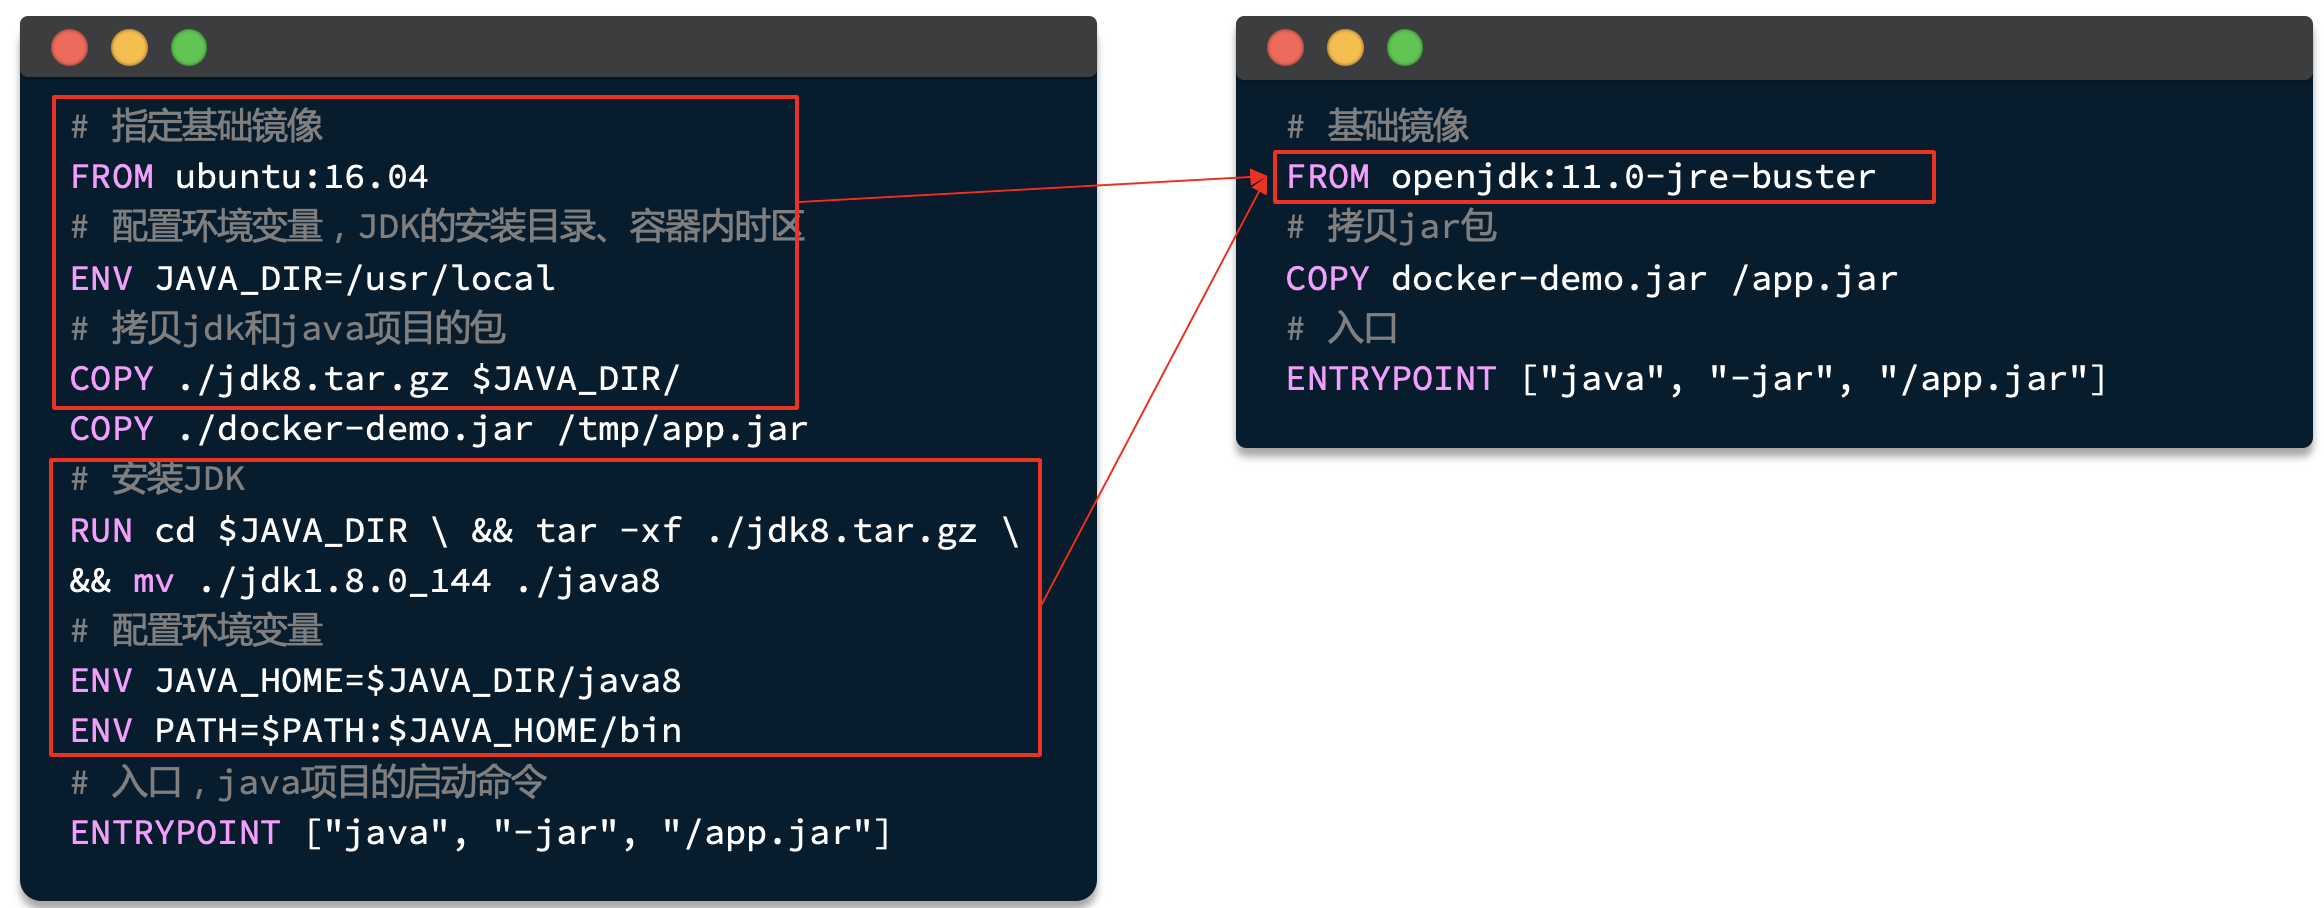 # 指定基础镜像
FROM ubuntu:16.04
# 配置环境变量，JDK的安装目录、容器内时区
ENV JAVA_DIR=/usr/local
# 拷贝jdk和java项目的包
COPY ./jdk8.tar.gz $JAVA_DIR/
COPY ./docker-demo.jar /tmp/app.jar
# 安装JDK
RUN cd $JAVA_DIR \ && tar -xf ./jdk8.tar.gz \
&& mv ./jdk1.8.0_144 ./java8
# 配置环境变量
ENV JAVA_HOME=$JAVA_DIR/java8
ENV PATH=$PATH:$JAVA_HOME/bin
# 入口，java项目的启动命令
ENTRYPOINT ["java", "-jar", "/app.jar"]
# 基础镜像
FROM openjdk:11.0-jre-buster
# 拷贝jar包
COPY docker-demo.jar /app.jar
# 入口
ENTRYPOINT ["java", "-jar", "/app.jar"]